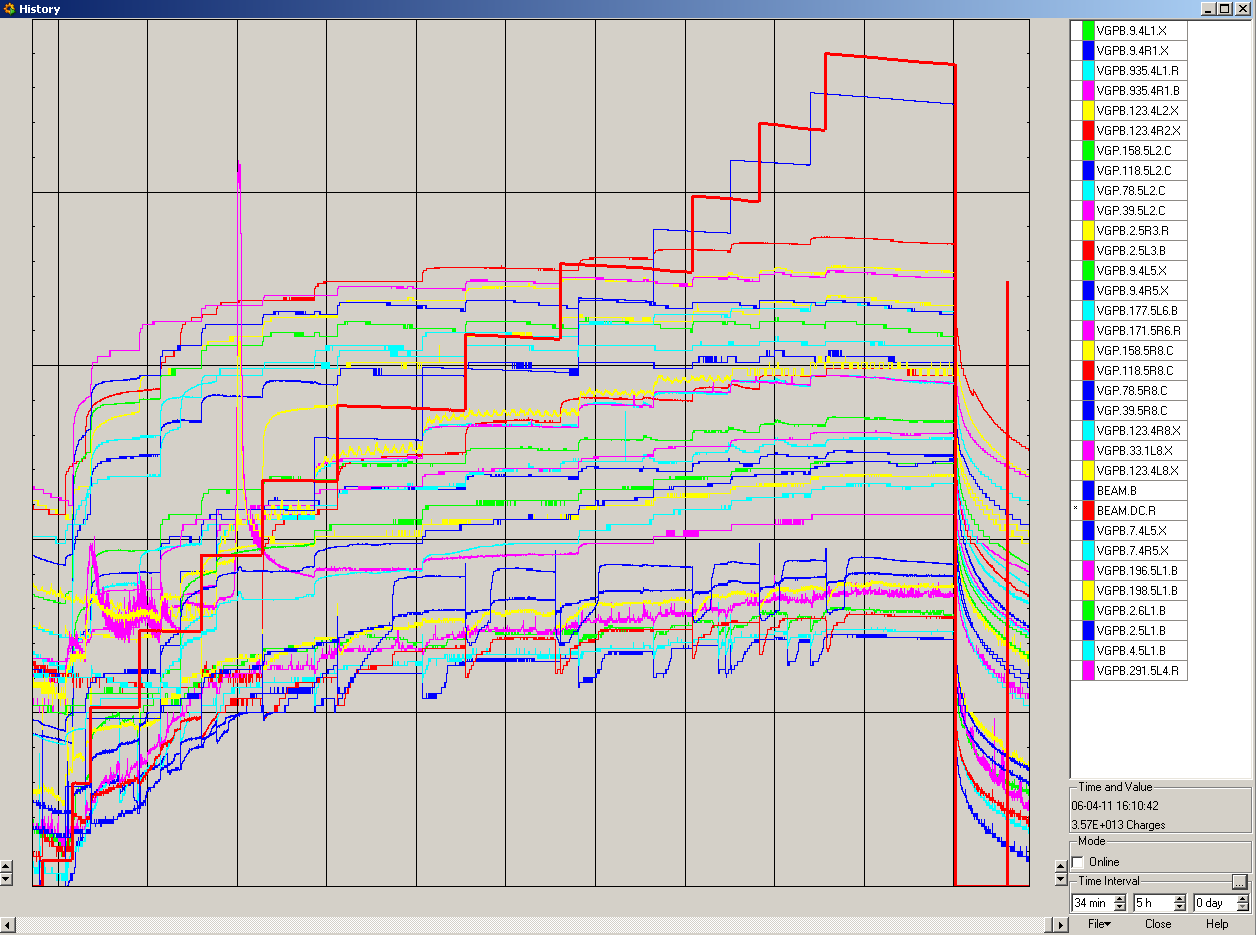 History
VGPB.9.4L1.X
VGPB.9.4R1.X
VGPB.935.4L1.R
VGPB.935.4R1.B
VGPB.123.4L2.X
VGPB.123.4R2.X
VGP.158.5L2.C
VGP.118.5L2.C
VGP.78.5L2.C
VGP.39.5L2.C
VGPB.2.5R3.R
VGPB.2.5L3.B
VGPB.9.4L5.X
VGPB.9.4R5.X
VGPB.177.5L6.B
VGPB.171.5R6.R
VGP.158.5R8.C
VGP.118.5R8.C
VGP.78.5R8.C
VGP.39.5R8.C
VGPB.123.4R8.X
VGPB.33.1L8.X
VGPB.123.4L8.X
BEAM.B
* BEAM.DC.R
VGPB.7.4L5.X
VGPB.7.4R5.X
VGPB.196.5L1.B
VGPB.198.5L1.B
VGPB.2.6L1.B
VGPB.2.5L1.B
VGPB.4.5L1.B
VGPB.291.5L4.R
Time and Value
06-04-11 16:10:42
3.57E+013 Charges
Mode
Online
Time Interval
...
34 min 5 h 0 day
File Close Help